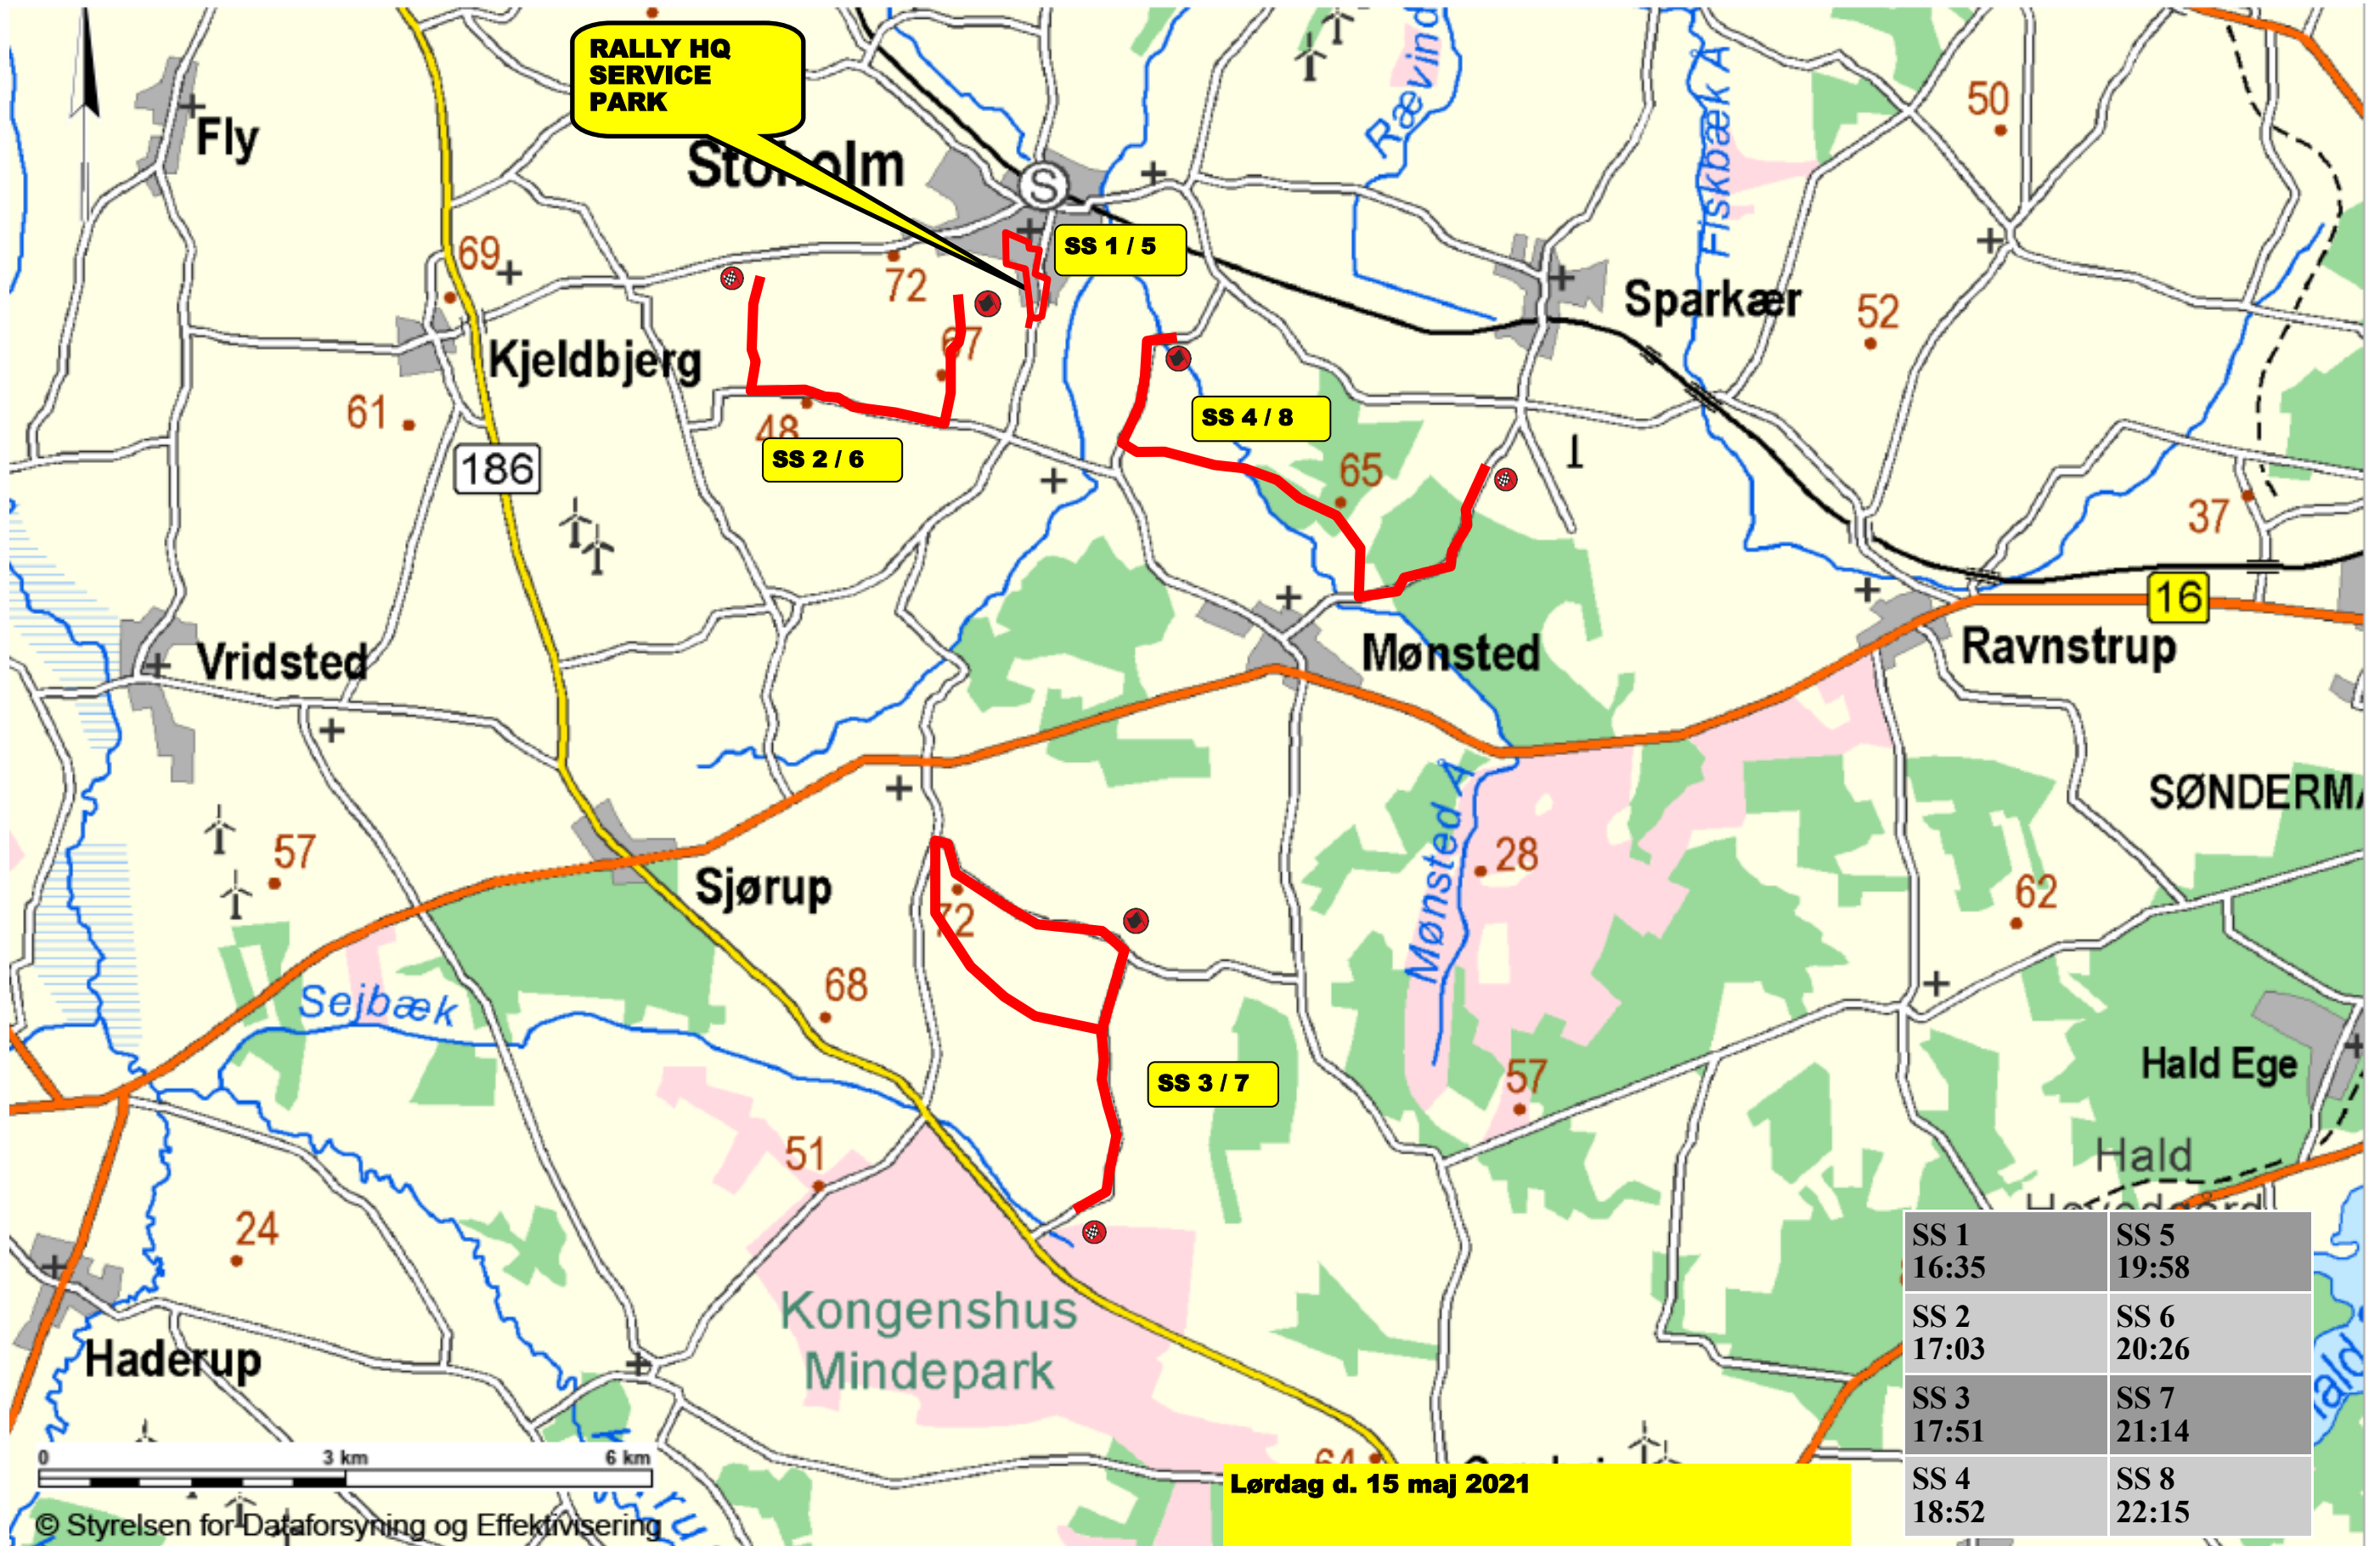 RALLY HQ
SERVICE
PARK
Fly
Stoholm
S
SS 1 / 5
Rævind
Fiskbæk Å
50
69
72
67
Kjeldbjerg
61
48
SS 2 / 6
186
SS 4 / 8
65
Sparkær
52
37
16
Vridsted
Mønsted
Ravnstrup
SØNDERMA
57
Sjørup
72
68
Sejbæk
Mønsted Å
28
62
57
SS 3 / 7
Hald Ege
Hald
51
24
Haderup
Kongenshus
Mindepark
64
SS 1
16:35
SS 5
19:58
SS 2
17:03
SS 6
20:26
SS 3
17:51
SS 7
21:14
SS 4
18:52
SS 8
22:15
0 3 km 6 km
Lørdag d. 15 maj 2021
© Styrelsen for Dataforsyning og Effektivisering